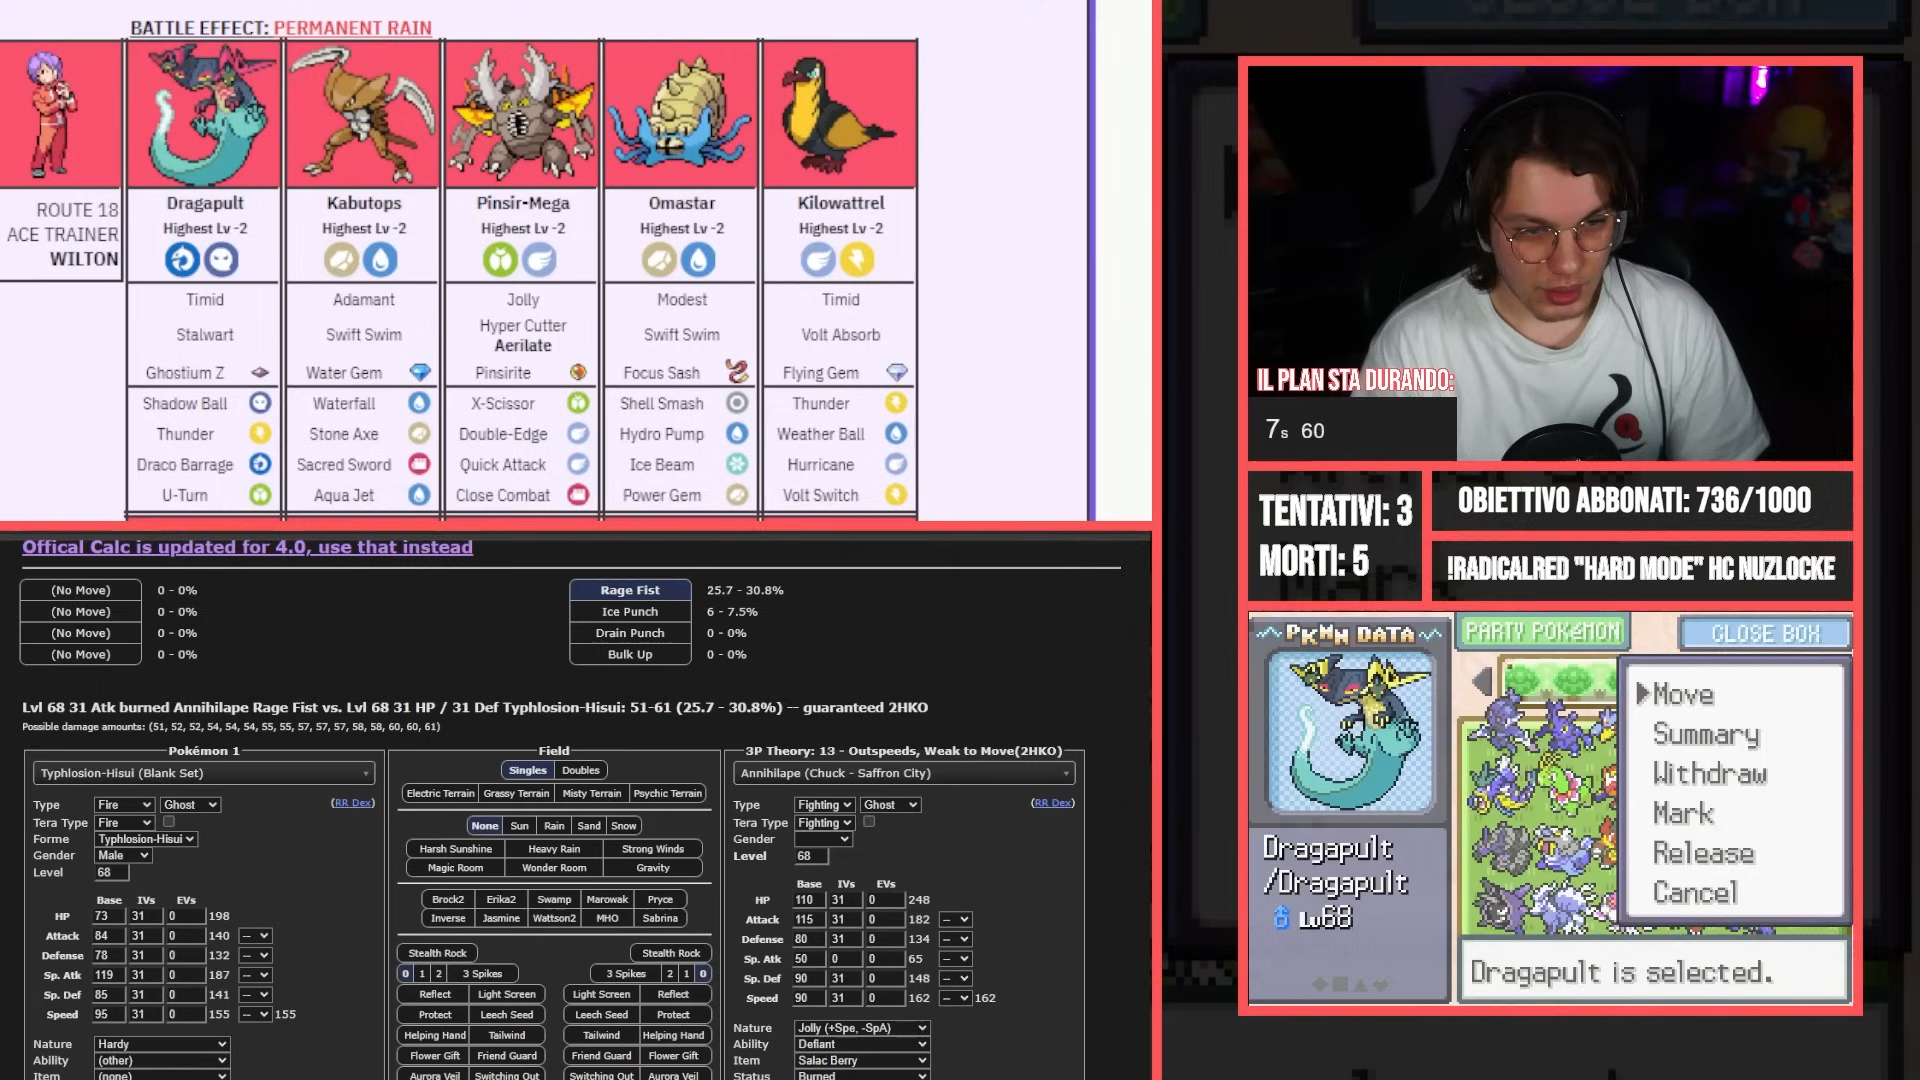 BATTLE EFFECT: PERMANENT RAIN
ROUTE 18
ACE TRAINER
WILTON
Dragapult Kabutops Pinsir-Mega Omastar Kilowattrel
Highest Lv -2 Highest Lv -2 Highest Lv -2 Highest Lv -2 Highest Lv -2
Timid Adamant Jolly Modest Timid
Stalwart Swift Swim Hyper Cutter Swift Swim Volt Absorb
Aerilate
Ghostium Z Water Gem Pinsirite Focus Sash Flying Gem
Shadow Ball Waterfall X-Scissor Shell Smash Thunder
Thunder Stone Axe Double-Edge Hydro Pump Weather Ball
Draco Barrage Sacred Sword Quick Attack Ice Beam Hurricane
U-Turn Aqua Jet Close Combat Power Gem Volt Switch
Offical Calc is updated for 4.0, use that instead
(No Move) 0 - 0% Rage Fist 25.7 - 30.8%
(No Move) 0 - 0% Ice Punch 6 - 7.5%
(No Move) 0 - 0% Drain Punch 0 - 0%
(No Move) 0 - 0% Bulk Up 0 - 0%
Lvl 68 31 Atk burned Annihilape Rage Fist vs. Lvl 68 31 HP / 31 Def Typhlosion-Hisui: 51-61 (25.7 - 30.8%) -- guaranteed 2HKO
Possible damage amounts: (51, 52, 52, 54, 54, 54, 55, 55, 57, 57, 57, 58, 58, 60, 60, 61)
Pokémon 1
Typhlosion-Hisui (Blank Set)
Type Fire Ghost (RR Dex)
Tera Type Fire
Forme Typhlosion-Hisui
Gender Male
Level 68
Base IVs EVs
HP 73 31 0 198
Attack 84 31 0 140 --
Defense 78 31 0 132 --
Sp. Atk 119 31 0 187 --
Sp. Def 85 31 0 141 --
Speed 95 31 0 155 -- 155
Nature Hardy
Ability (other)
Item (none)
Field
Singles Doubles
Electric Terrain Grassy Terrain Misty Terrain Psychic Terrain
None Sun Rain Sand Snow
Harsh Sunshine Heavy Rain Strong Winds
Magic Room Wonder Room Gravity
Brock2 Erika2 Swamp Marowak Pryce
Inverse Jasmine Wattson2 MHO Sabrina
Stealth Rock Stealth Rock
0 1 2 3 Spikes 3 Spikes 2 1 0
Reflect Light Screen Light Screen Reflect
Protect Leech Seed Leech Seed Protect
Helping Hand Tailwind Tailwind Helping Hand
Flower Gift Friend Guard Friend Guard Flower Gift
Aurora Veil Switching Out Switching Out Aurora Veil
3P Theory: 13 - Outspeeds, Weak to Move(2HKO)
Annihilape (Chuck - Saffron City)
Type Fighting Ghost (RR Dex)
Tera Type Fighting
Gender
Level 68
Base IVs EVs
HP 110 31 0 248
Attack 115 31 0 182 --
Defense 80 31 0 134 --
Sp. Atk 50 0 0 65 --
Sp. Def 90 31 0 148 --
Speed 90 31 0 162 -- 162
Nature Jolly (+Spe, -SpA)
Ability Defiant
Item Salac Berry
Status Burned
IL PLAN STA DURANDO:
7s 60
TENTATIVI: 3
MORTI: 5
OBIETTIVO ABBONATI: 736/1000
!RADICALRED "HARD MODE" HC NUZLOCKE
PKMN DATA
PARTY POKéMON
CLOSE BOX
Dragapult
/Dragapult
Lv68
Move
Summary
Withdraw
Mark
Release
Cancel
Dragapult is selected.